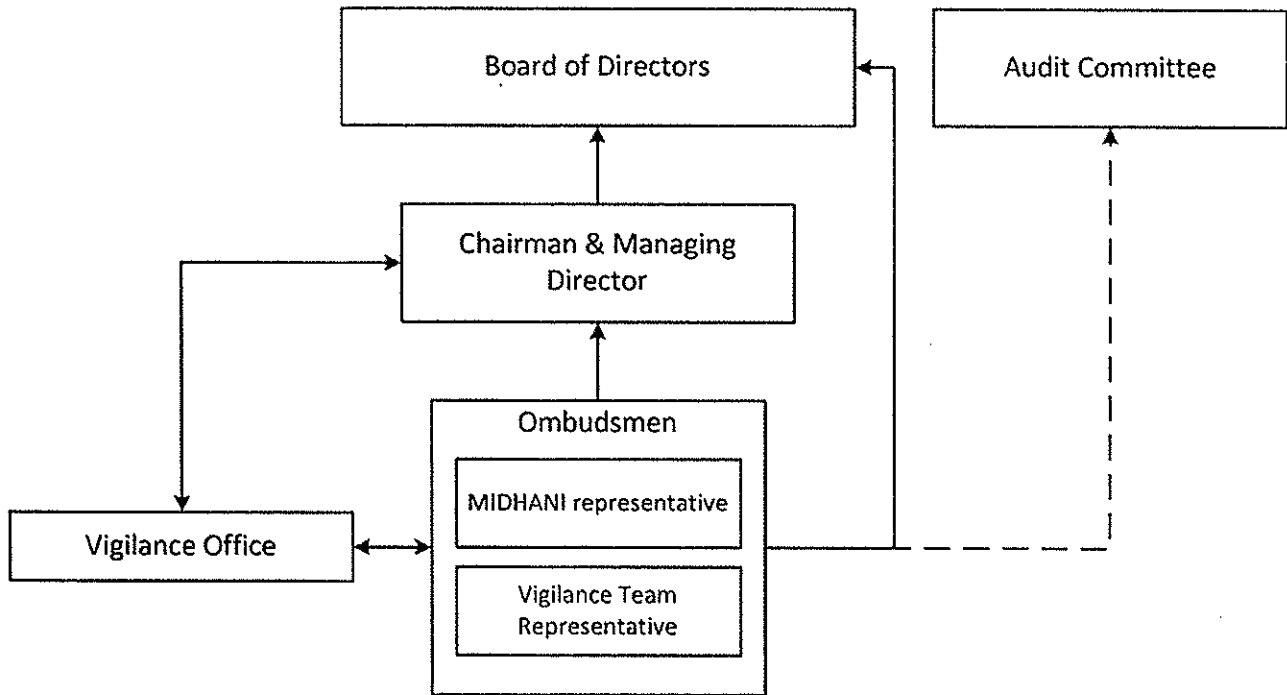 Board of Directors
Audit Committee
Chairman & Managing
Director
Ombudsmen
MIDHANI representative
Vigilance Office
Vigilance Team
Representative